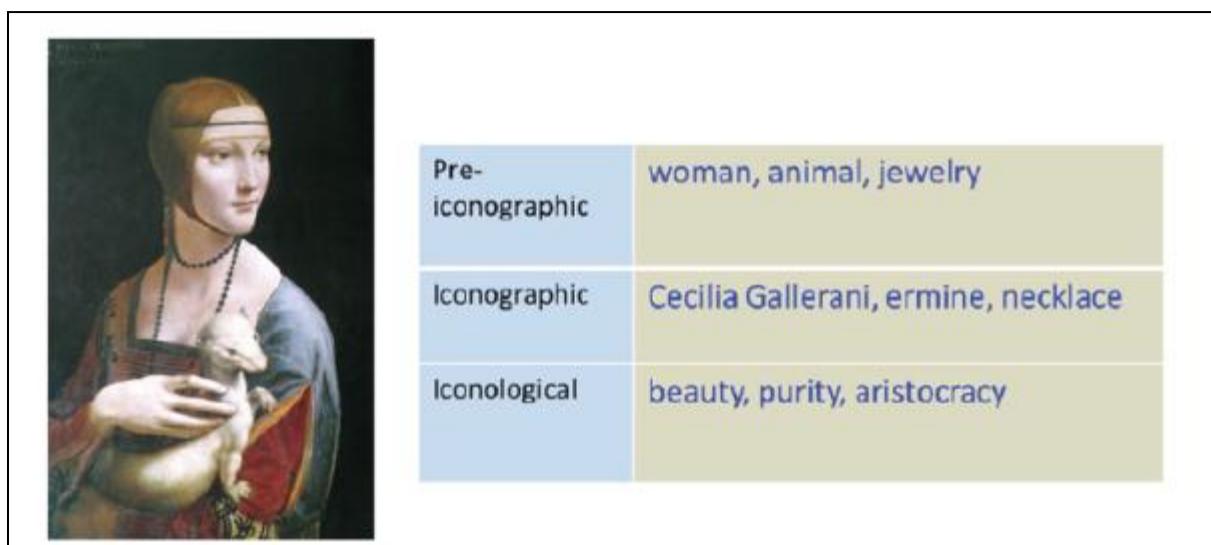 Pre-
iconographic
woman, animal, jewelry
Iconographic
Cecilia Gallerani, ermine, necklace
Iconological
beauty, purity, aristocracy